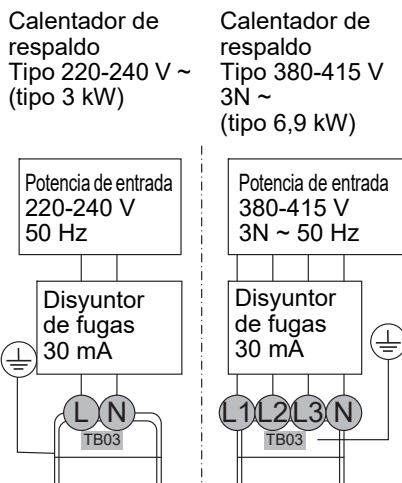 Calentador de
respaldo
Tipo 220-240 V ~
(tipo 3 kW)
Potencia de entrada
220-240 V
50 Hz
Disyuntor
de fugas
30 mA
L N
TB03
Calentador de
respaldo
Tipo 380-415 V
3N ~
(tipo 6,9 kW)
Potencia de entrada
380-415 V
3N ~ 50 Hz
Disyuntor
de fugas
30 mA
L1 L2 L3 N
TB03